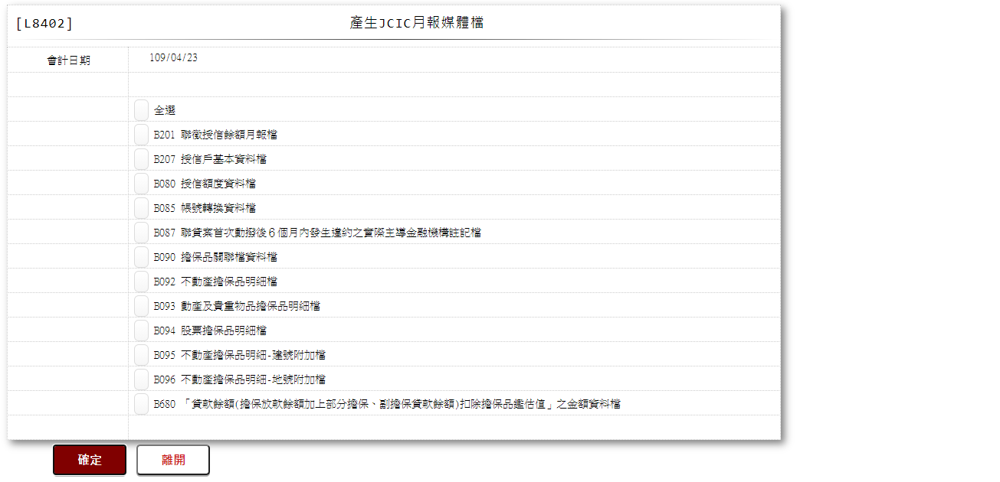 [L8402] 產生JCIC月報媒體檔
會計日期 109/04/23
全選
B201 聯徵授信餘額月報檔
B207 授信戶基本資料檔
B080 授信額度資料檔
B085 帳號轉換資料檔
B087 聯貸案首次動撥後６個月內發生違約之實際主導金融機構註記檔
B090 擔保品關聯檔資料檔
B092 不動產擔保品明細檔
B093 動產及貴重物品擔保品明細檔
B094 股票擔保品明細檔
B095 不動產擔保品明細-建號附加檔
B096 不動產擔保品明細-地號附加檔
B680 「貸款餘額(擔保放款餘額加上部分擔保、副擔保貸款餘額)扣除擔保品鑑估值」之金額資料檔
確定 離開